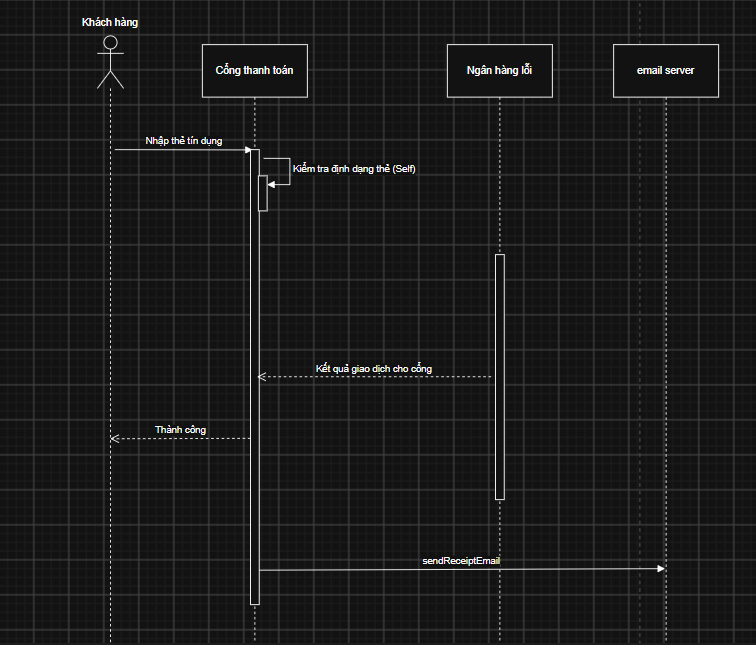 Khách hàng
Cổng thanh toán
Ngân hàng lỗi
email server
Nhập thẻ tín dụng
Kiểm tra định dạng thẻ (Self)
Kết quả giao dịch cho cổng
Thành công
sendReceiptEmail